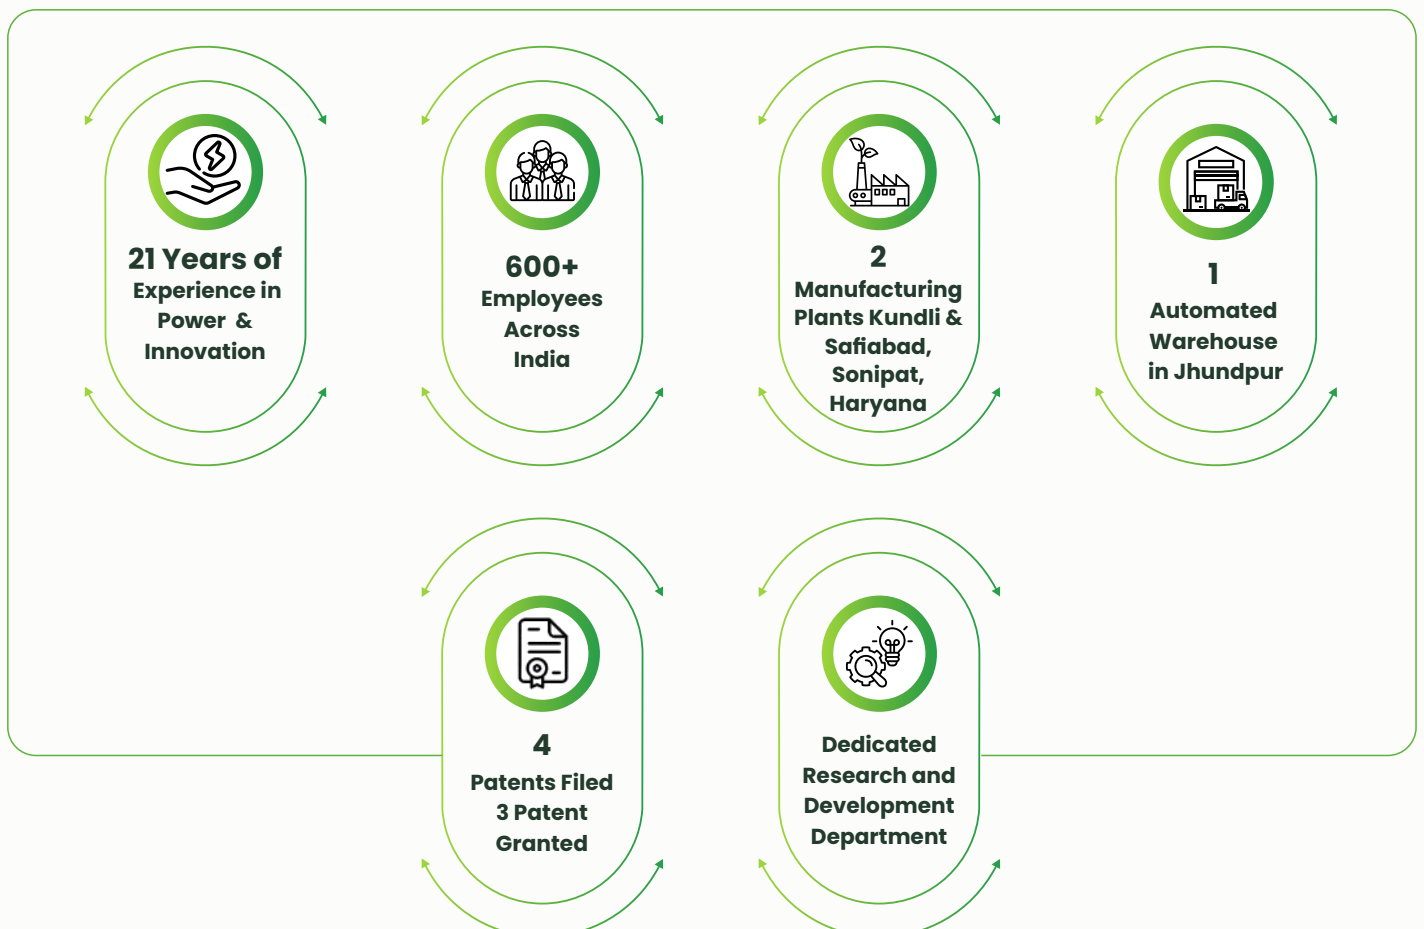 21 Years of
Experience in
Power &
Innovation
600+
Employees
Across
India
2
Manufacturing
Plants Kundli &
Safiabad,
Sonipat,
Haryana
1
Automated
Warehouse
in Jhundpur
4
Patents Filed
3 Patent
Granted
Dedicated
Research and
Development
Department